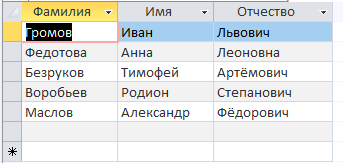 Фамилия Имя Отчество
Громов Иван Львович
Федотова Анна Леоновна
Безруков Тимофей Артёмович
Воробьев Родион Степанович
Маслов Александр Фёдорович